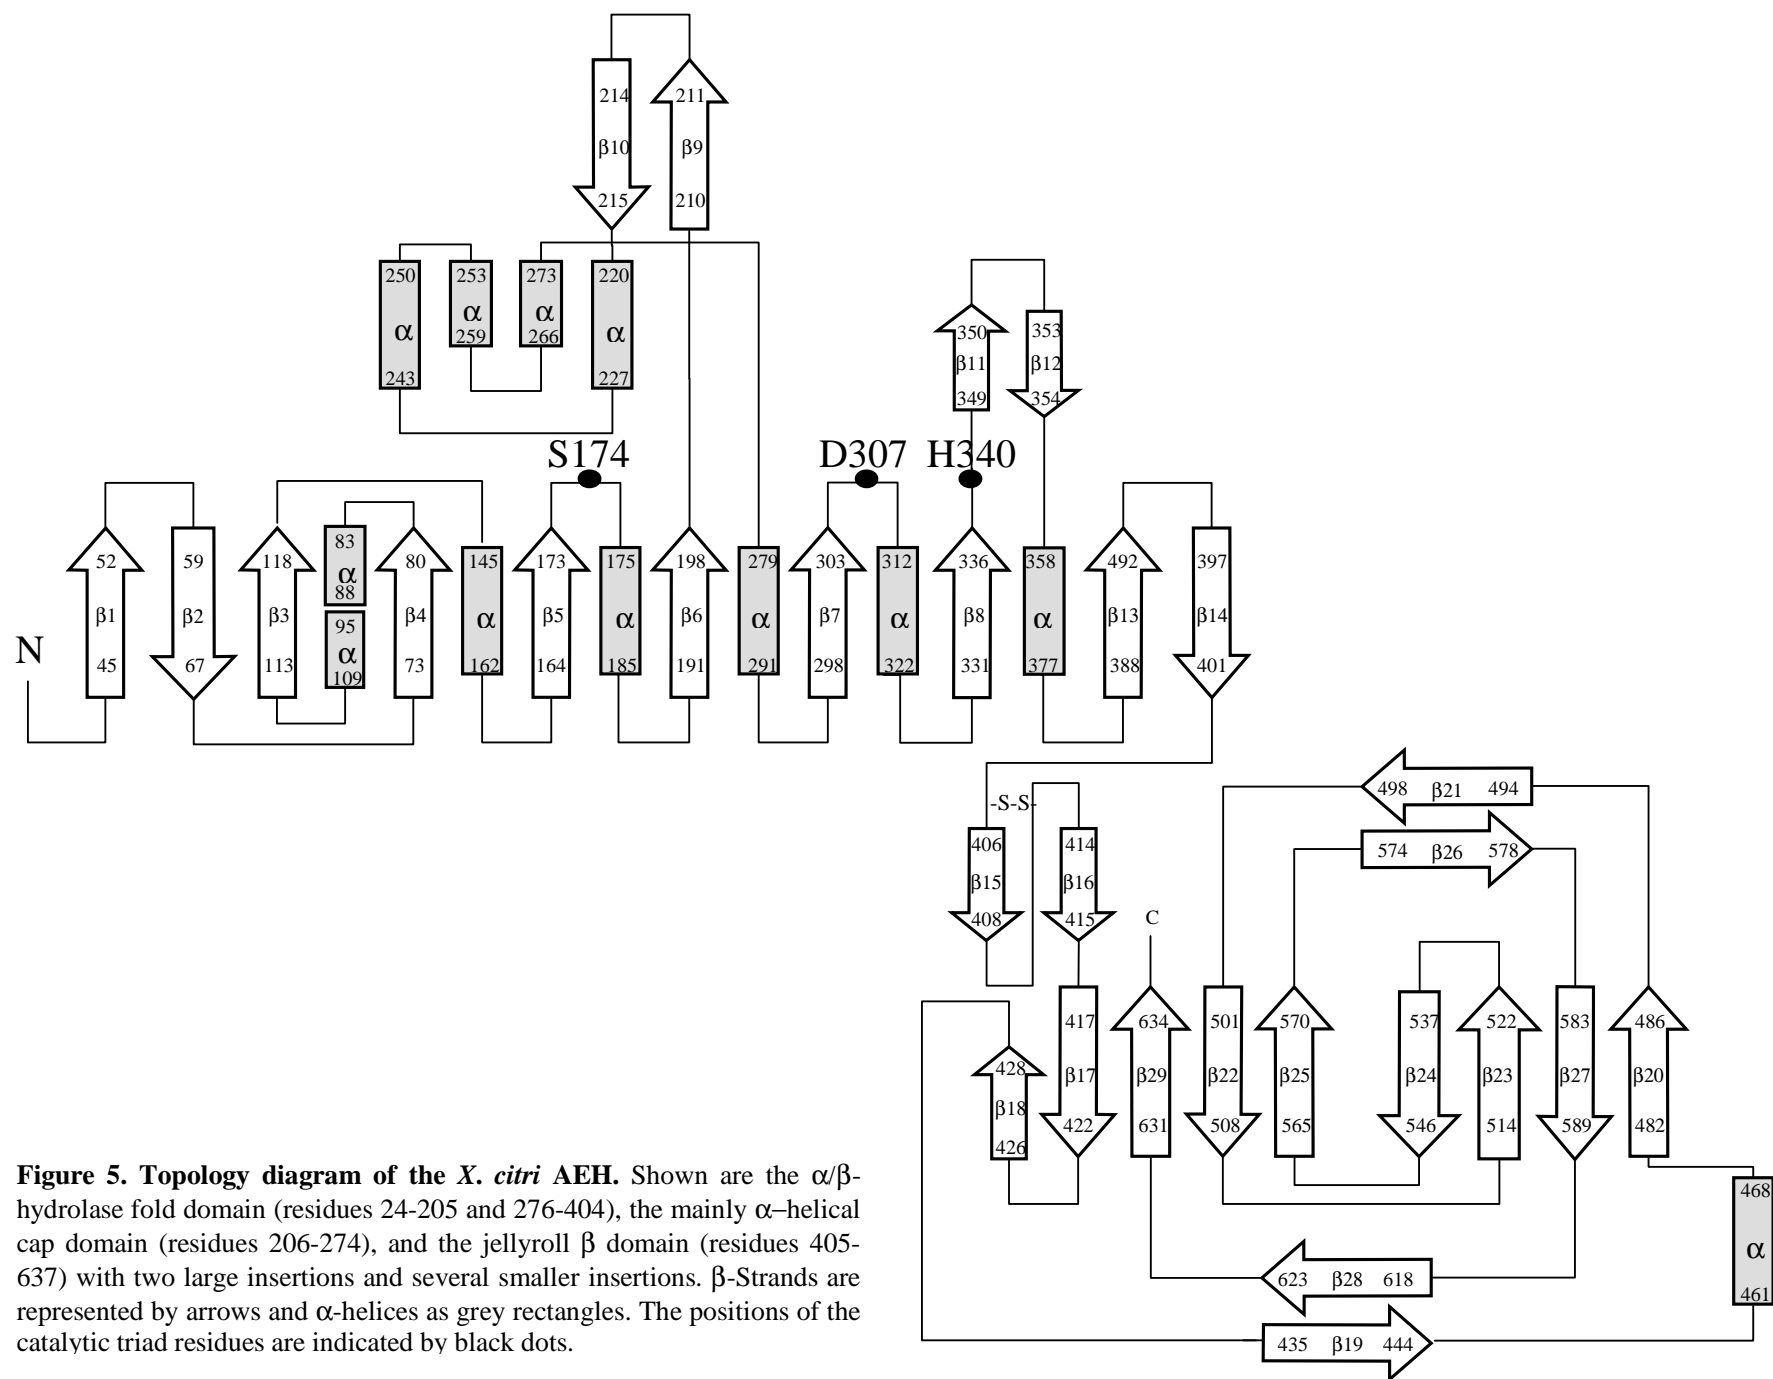 214 211
β10 β9
215 210
250 253 273 220
α α α α
259 266
243 227
350 353
β11 β12
349 354
S174 D307 H340
52 59 118 83 80 145 173 175 198 279 303 312 336 358 492 397
α
88
β1 β2 β3 β4 α β5 α β6 α β7 α β8 α β13 β14
95
α
N
45 67 113 109 73 162 164 185 191 291 298 322 331 377 388 401
498 β21 494
-S-S-
406 414
574 β26 578
β15 β16
408 415
C
417 634 501 570 537 522 583 486
428
β17 β29 β22 β25 β24 β23 β27 β20
β18
426
422 631 508 565 546 514 589 482
468
α
461
623 β28 618
435 β19 444
Figure 5. Topology diagram of the X. citri AEH. Shown are the α/β-
hydrolase fold domain (residues 24-205 and 276-404), the mainly α–helical
cap domain (residues 206-274), and the jellyroll β domain (residues 405-
637) with two large insertions and several smaller insertions. β-Strands are
represented by arrows and α-helices as grey rectangles. The positions of the
catalytic triad residues are indicated by black dots.